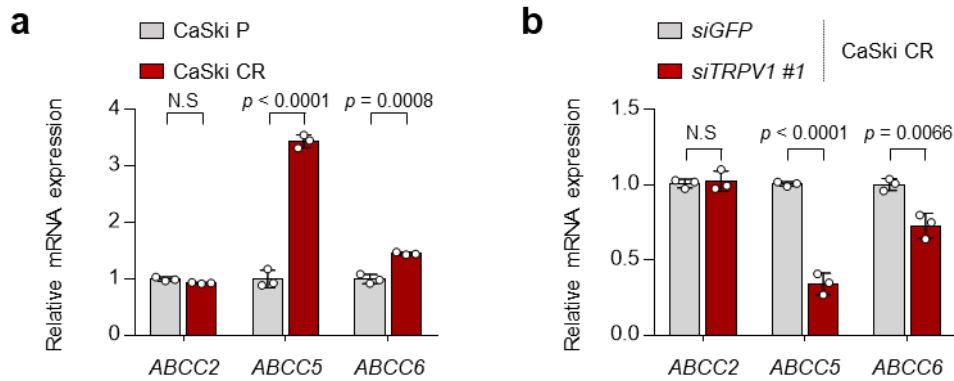 a
CaSki P
CaSki CR
Relative mRNA expression
4
3
2
1
0
N.S
p < 0.0001
p = 0.0008
ABCC2
ABCC5
ABCC6
b
siGFP
siTRPV1 #1
CaSki CR
Relative mRNA expression
1.5
1.0
0.5
0.0
N.S
p < 0.0001
p = 0.0066
ABCC2
ABCC5
ABCC6